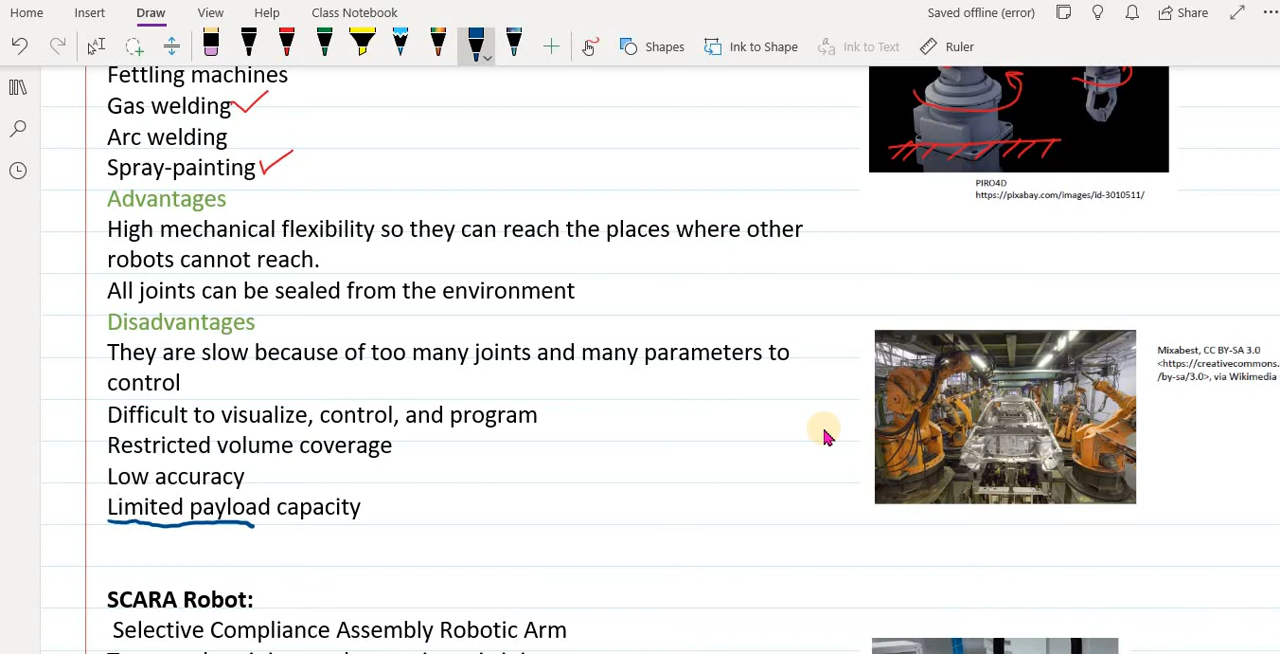 Home Insert Draw View Help Class Notebook Saved offline (error) Share
Shapes Ink to Shape Ink to Text Ruler
Fettling machines
Gas welding
Arc welding
Spray-painting
Advantages
High mechanical flexibility so they can reach the places where other
robots cannot reach.
All joints can be sealed from the environment
Disadvantages
They are slow because of too many joints and many parameters to
control
Difficult to visualize, control, and program
Restricted volume coverage
Low accuracy
Limited payload capacity
SCARA Robot:
Selective Compliance Assembly Robotic Arm
PIRO4D
https://pixabay.com/images/id-3010511/
Mixabest, CC BY-SA 3.0
<https://creativecommons.
/by-sa/3.0>, via Wikimedia